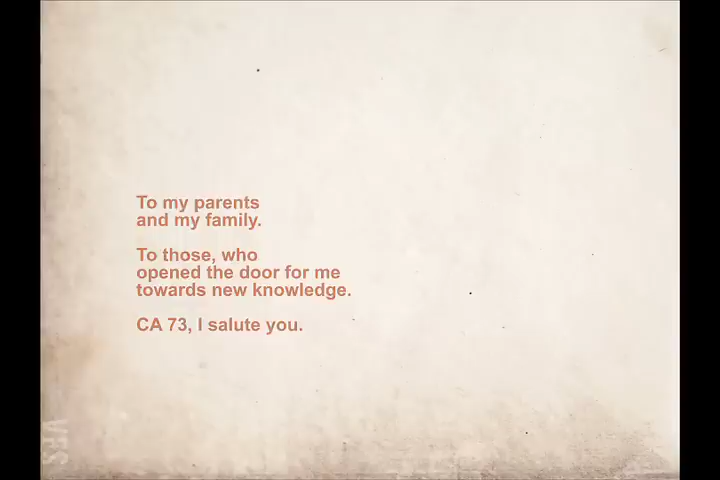 To my parents
and my family.
To those, who
opened the door for me
towards new knowledge.
CA 73, I salute you.
VFS